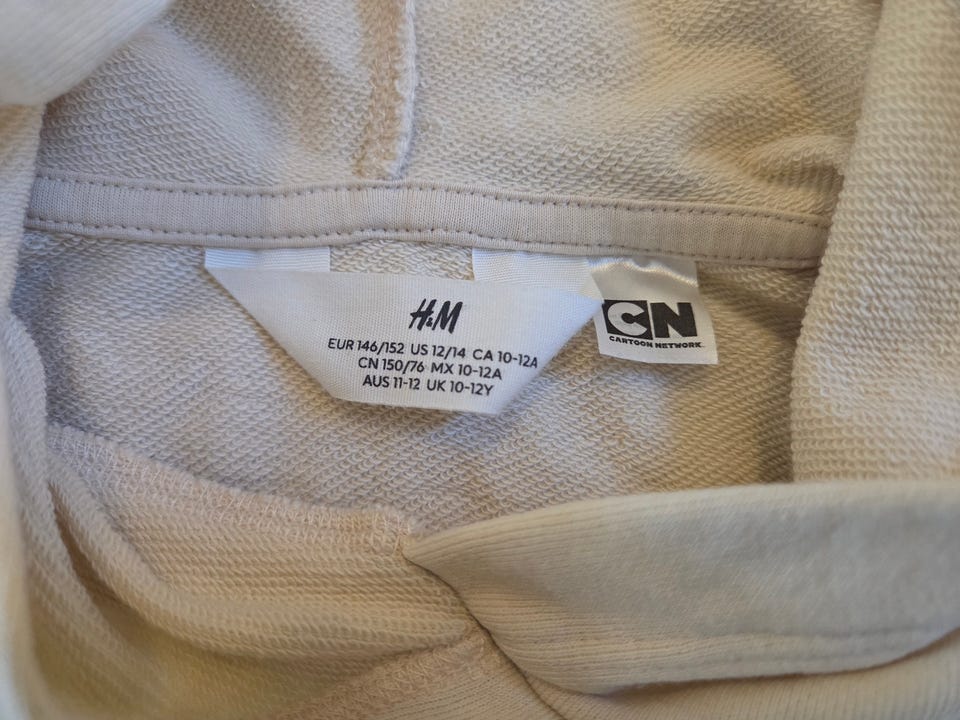 H&M
EUR 146/152 US 12/14 CA 10-12A
CN 150/76 MX 10-12A
AUS 11-12 UK 10-12Y
CN
CARTOON NETWORK.